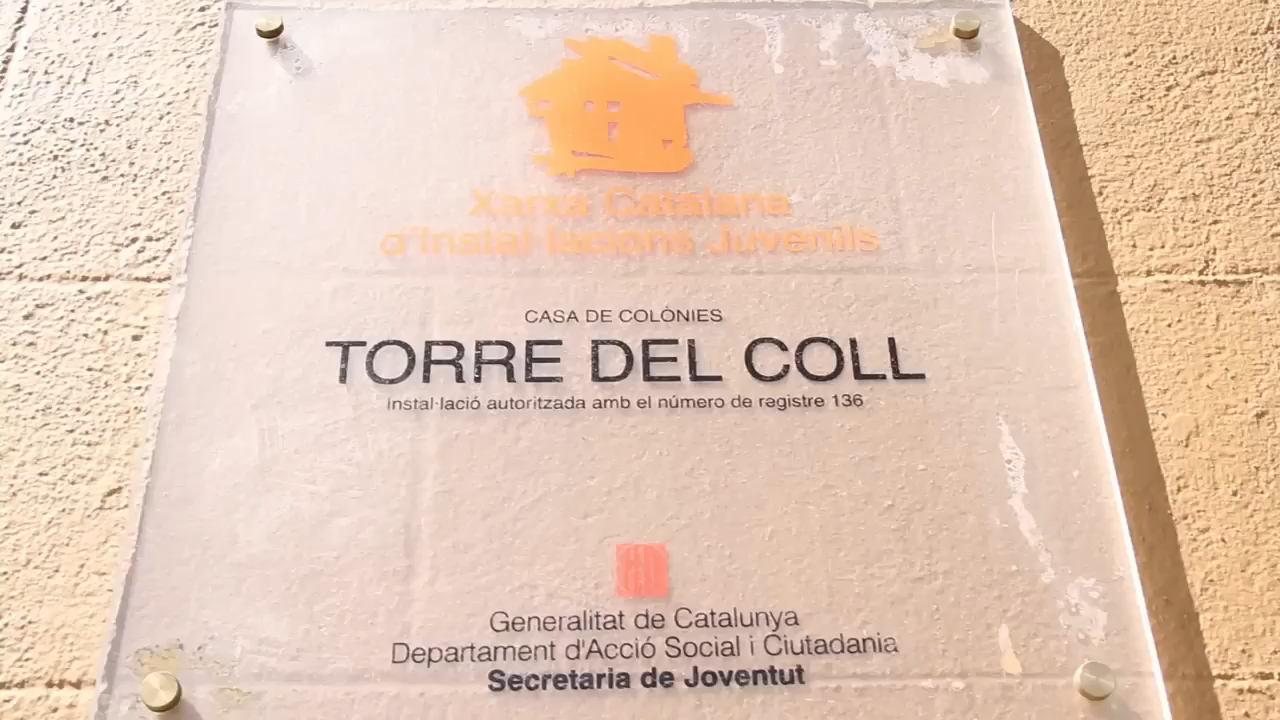 Xarxa Catalana
d'Instal·lacions Juvenils
CASA DE COLÒNIES
TORRE DEL COLL
Instal·lació autoritzada amb el número de registre 136
Generalitat de Catalunya
Departament d'Acció Social i Ciutadania
Secretaria de Joventut